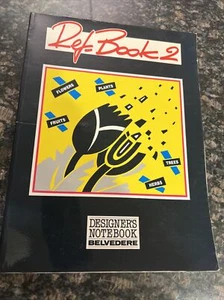 Ref. Book 2
FLOWERS
PLANTS
FRUITS
TREES
HERBS
DESIGNER'S
NOTEBOOK
BELVEDERE